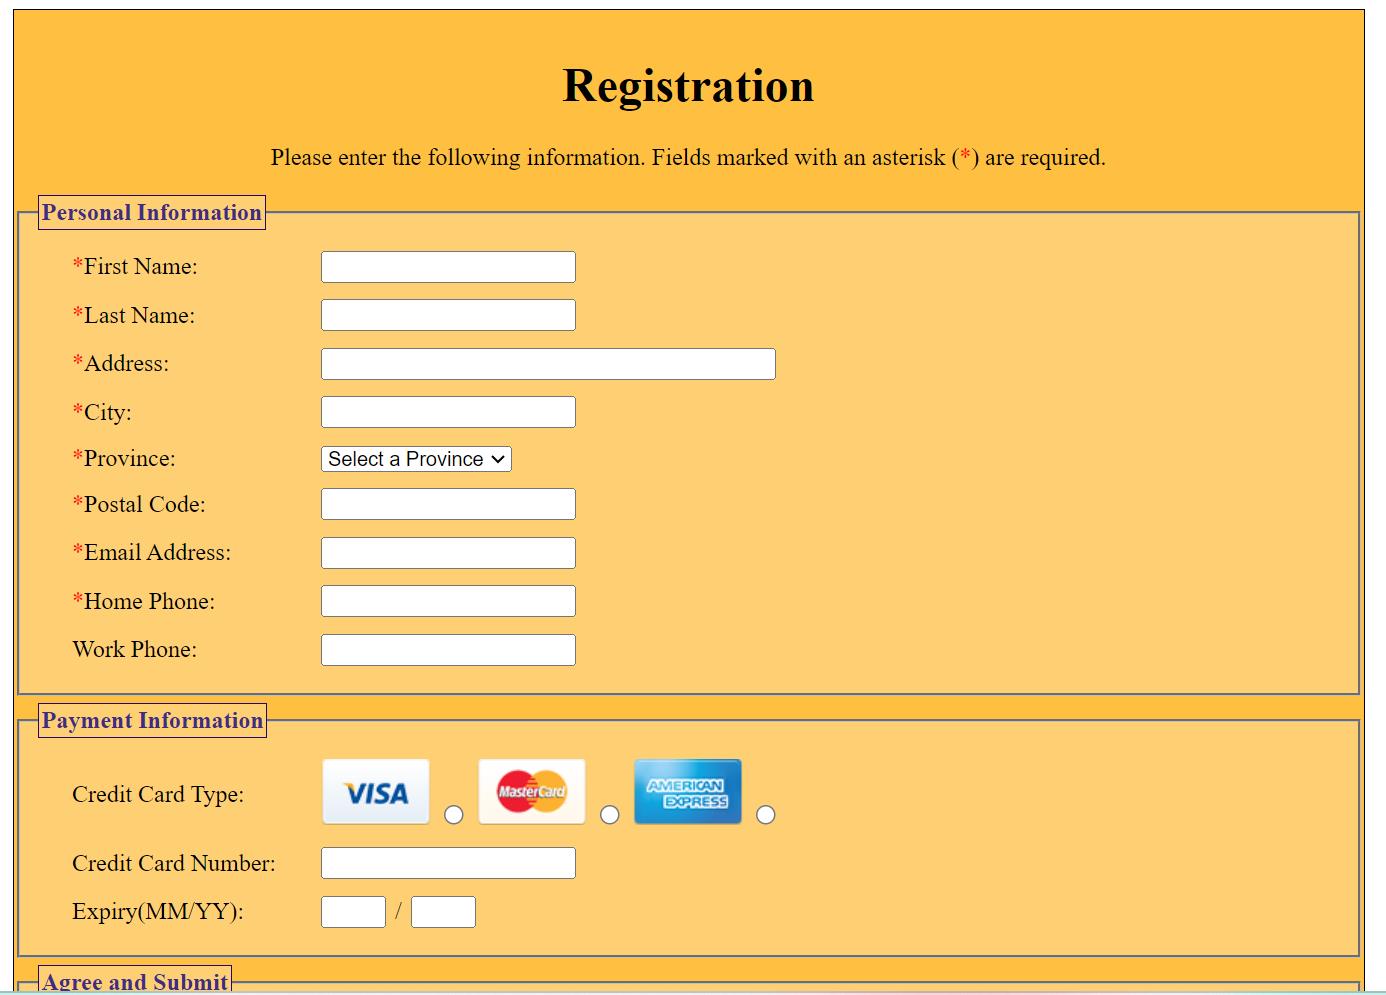 Registration
Please enter the following information. Fields marked with an asterisk (*) are required.
Personal Information
*First Name:
*Last Name:
*Address:
*City:
*Province: Select a Province
*Postal Code:
*Email Address:
*Home Phone:
Work Phone:
Payment Information
Credit Card Type: VISA MasterCard AMERICAN EXPRESS
Credit Card Number:
Expiry(MM/YY): /
Agree and Submit